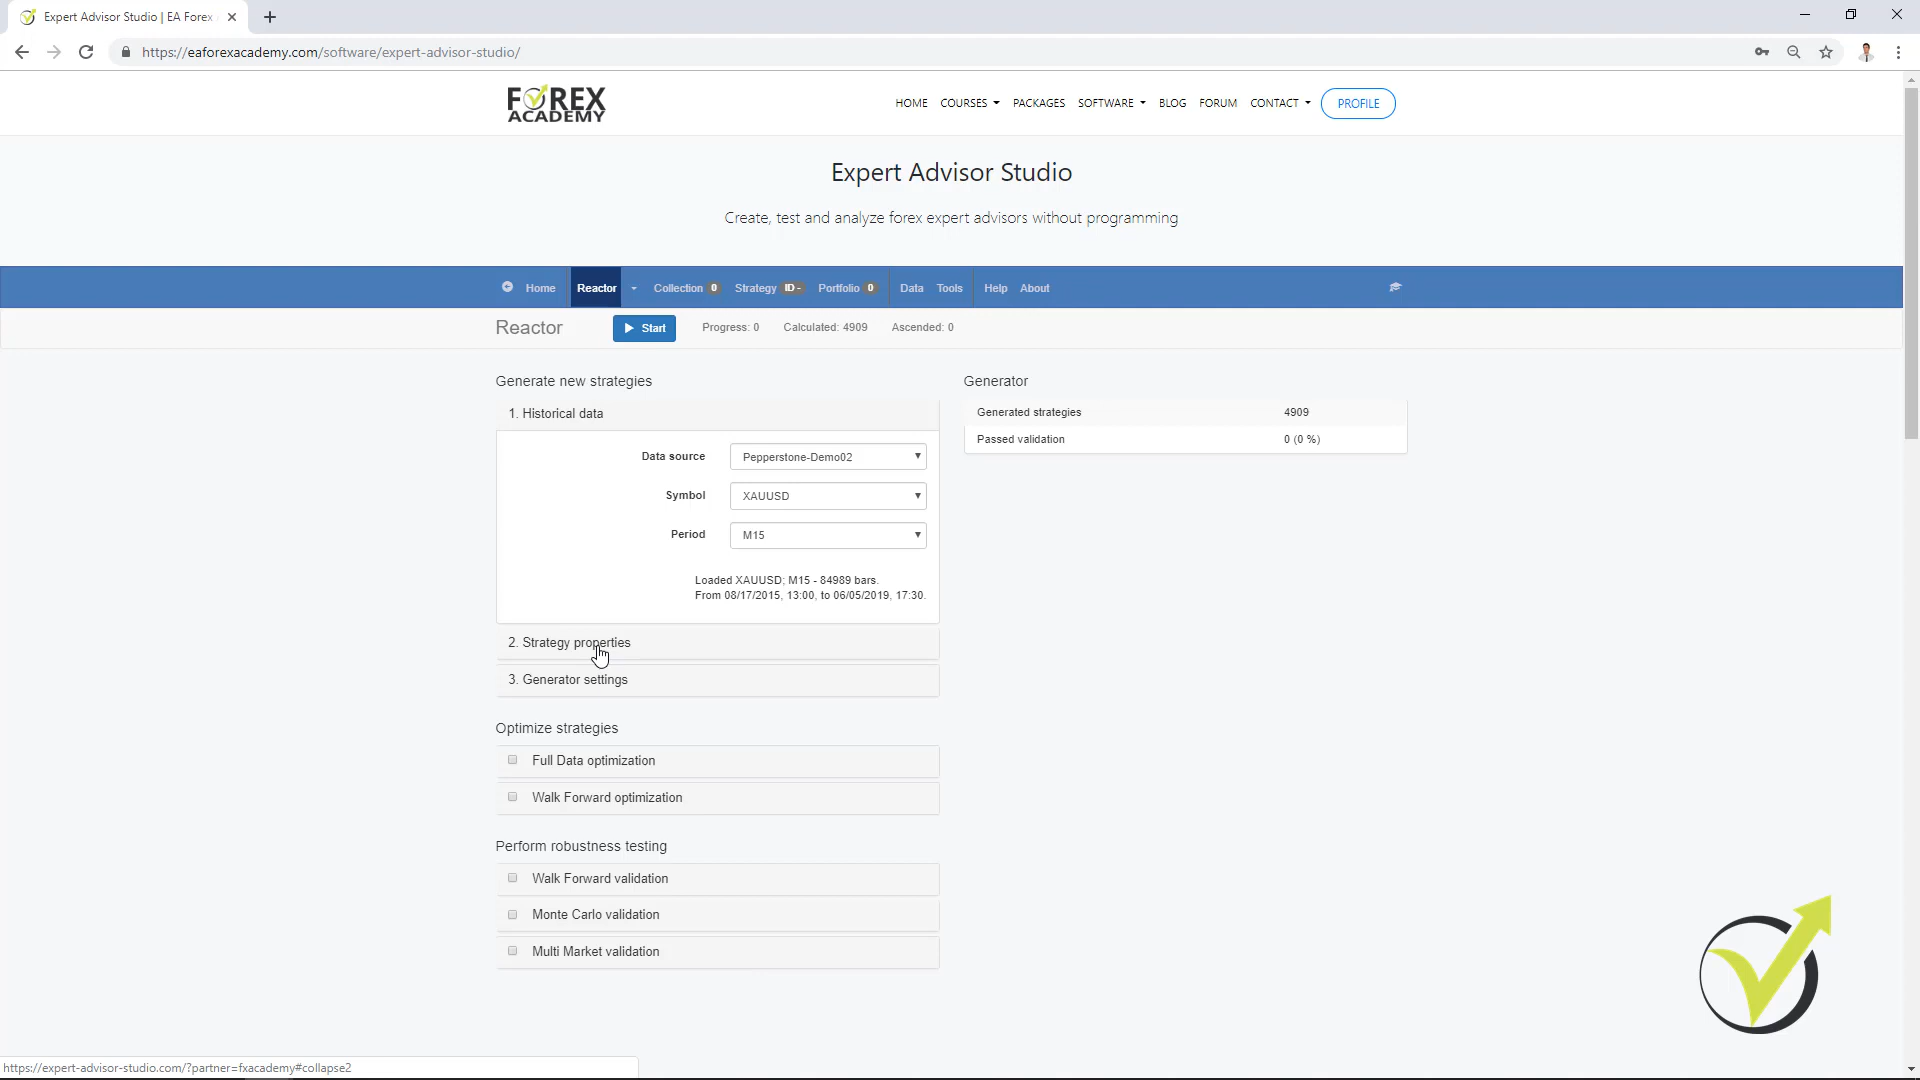 Expert Advisor Studio | EA Forex
https://eaforexacademy.com/software/expert-advisor-studio/
FOREX
ACADEMY
HOME COURSES PACKAGES SOFTWARE BLOG FORUM CONTACT PROFILE
Expert Advisor Studio
Create, test and analyze forex expert advisors without programming
Home Reactor Collection 0 Strategy ID - Portfolio 0 Data Tools Help About
Reactor Start Progress: 0 Calculated: 4909 Ascended: 0
Generate new strategies
1. Historical data
Data source Pepperstone-Demo02
Symbol XAUUSD
Period M15
Loaded XAUUSD; M15 - 84989 bars.
From 08/17/2015, 13:00, to 06/05/2019, 17:30.
2. Strategy properties
3. Generator settings
Optimize strategies
Full Data optimization
Walk Forward optimization
Perform robustness testing
Walk Forward validation
Monte Carlo validation
Multi Market validation
Generator
Generated strategies 4909
Passed validation 0 (0 %)
https://expert-advisor-studio.com/?partner=fxacademy#collapse2